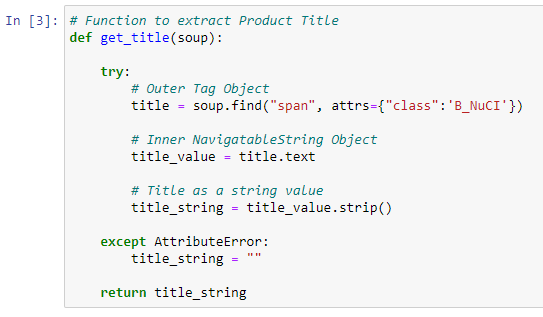 In [3]: # Function to extract Product Title
def get_title(soup):
try:
# Outer Tag Object
title = soup.find("span", attrs={"class":'B_NuCI'})
# Inner NavigatableString Object
title_value = title.text
# Title as a string value
title_string = title_value.strip()
except AttributeError:
title_string = ""
return title_string